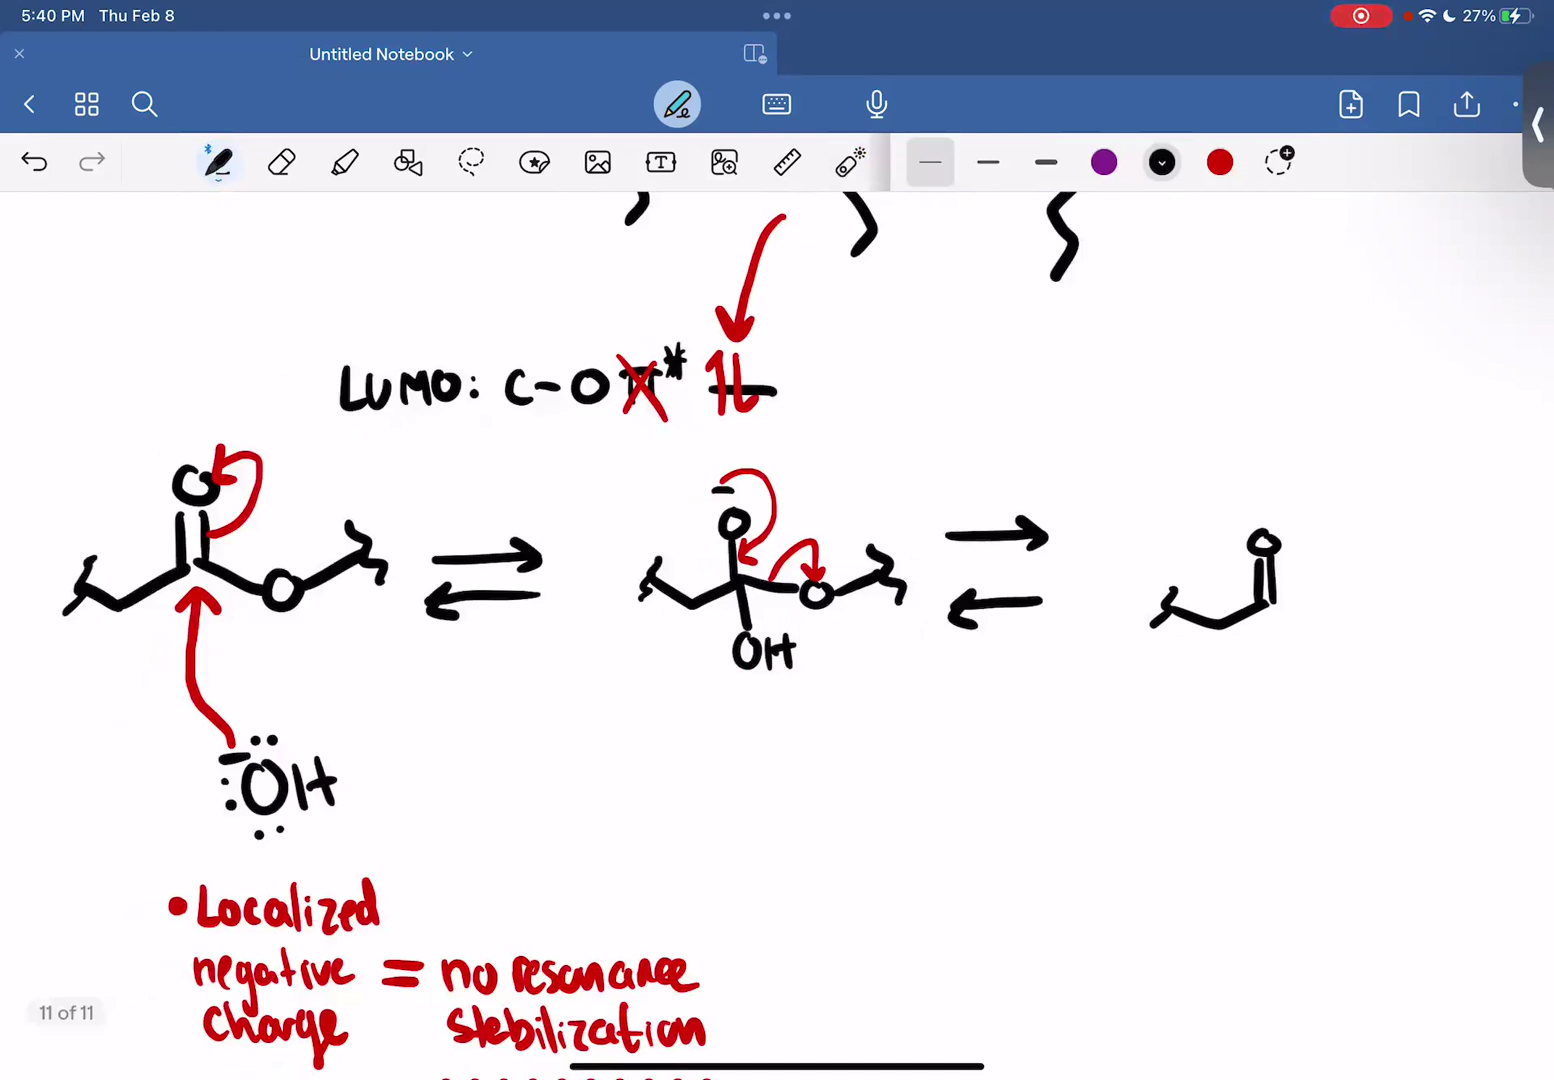 5:40 PM Thu Feb 8
27%
Untitled Notebook
T
LUMO: C-O π*
O
O
O
O
OH
O
OH
• Localized
negative = no resonance
charge stebilization
11 of 11